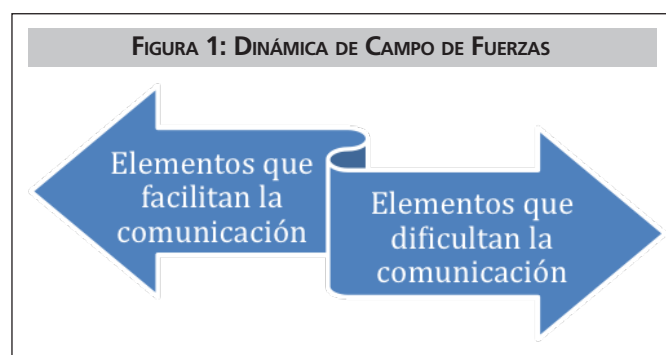 FIGURA 1: DINÁMICA DE CAMPO DE FUERZAS
Elementos que
facilitan la
comunicación
Elementos que
dificultan la
comunicación